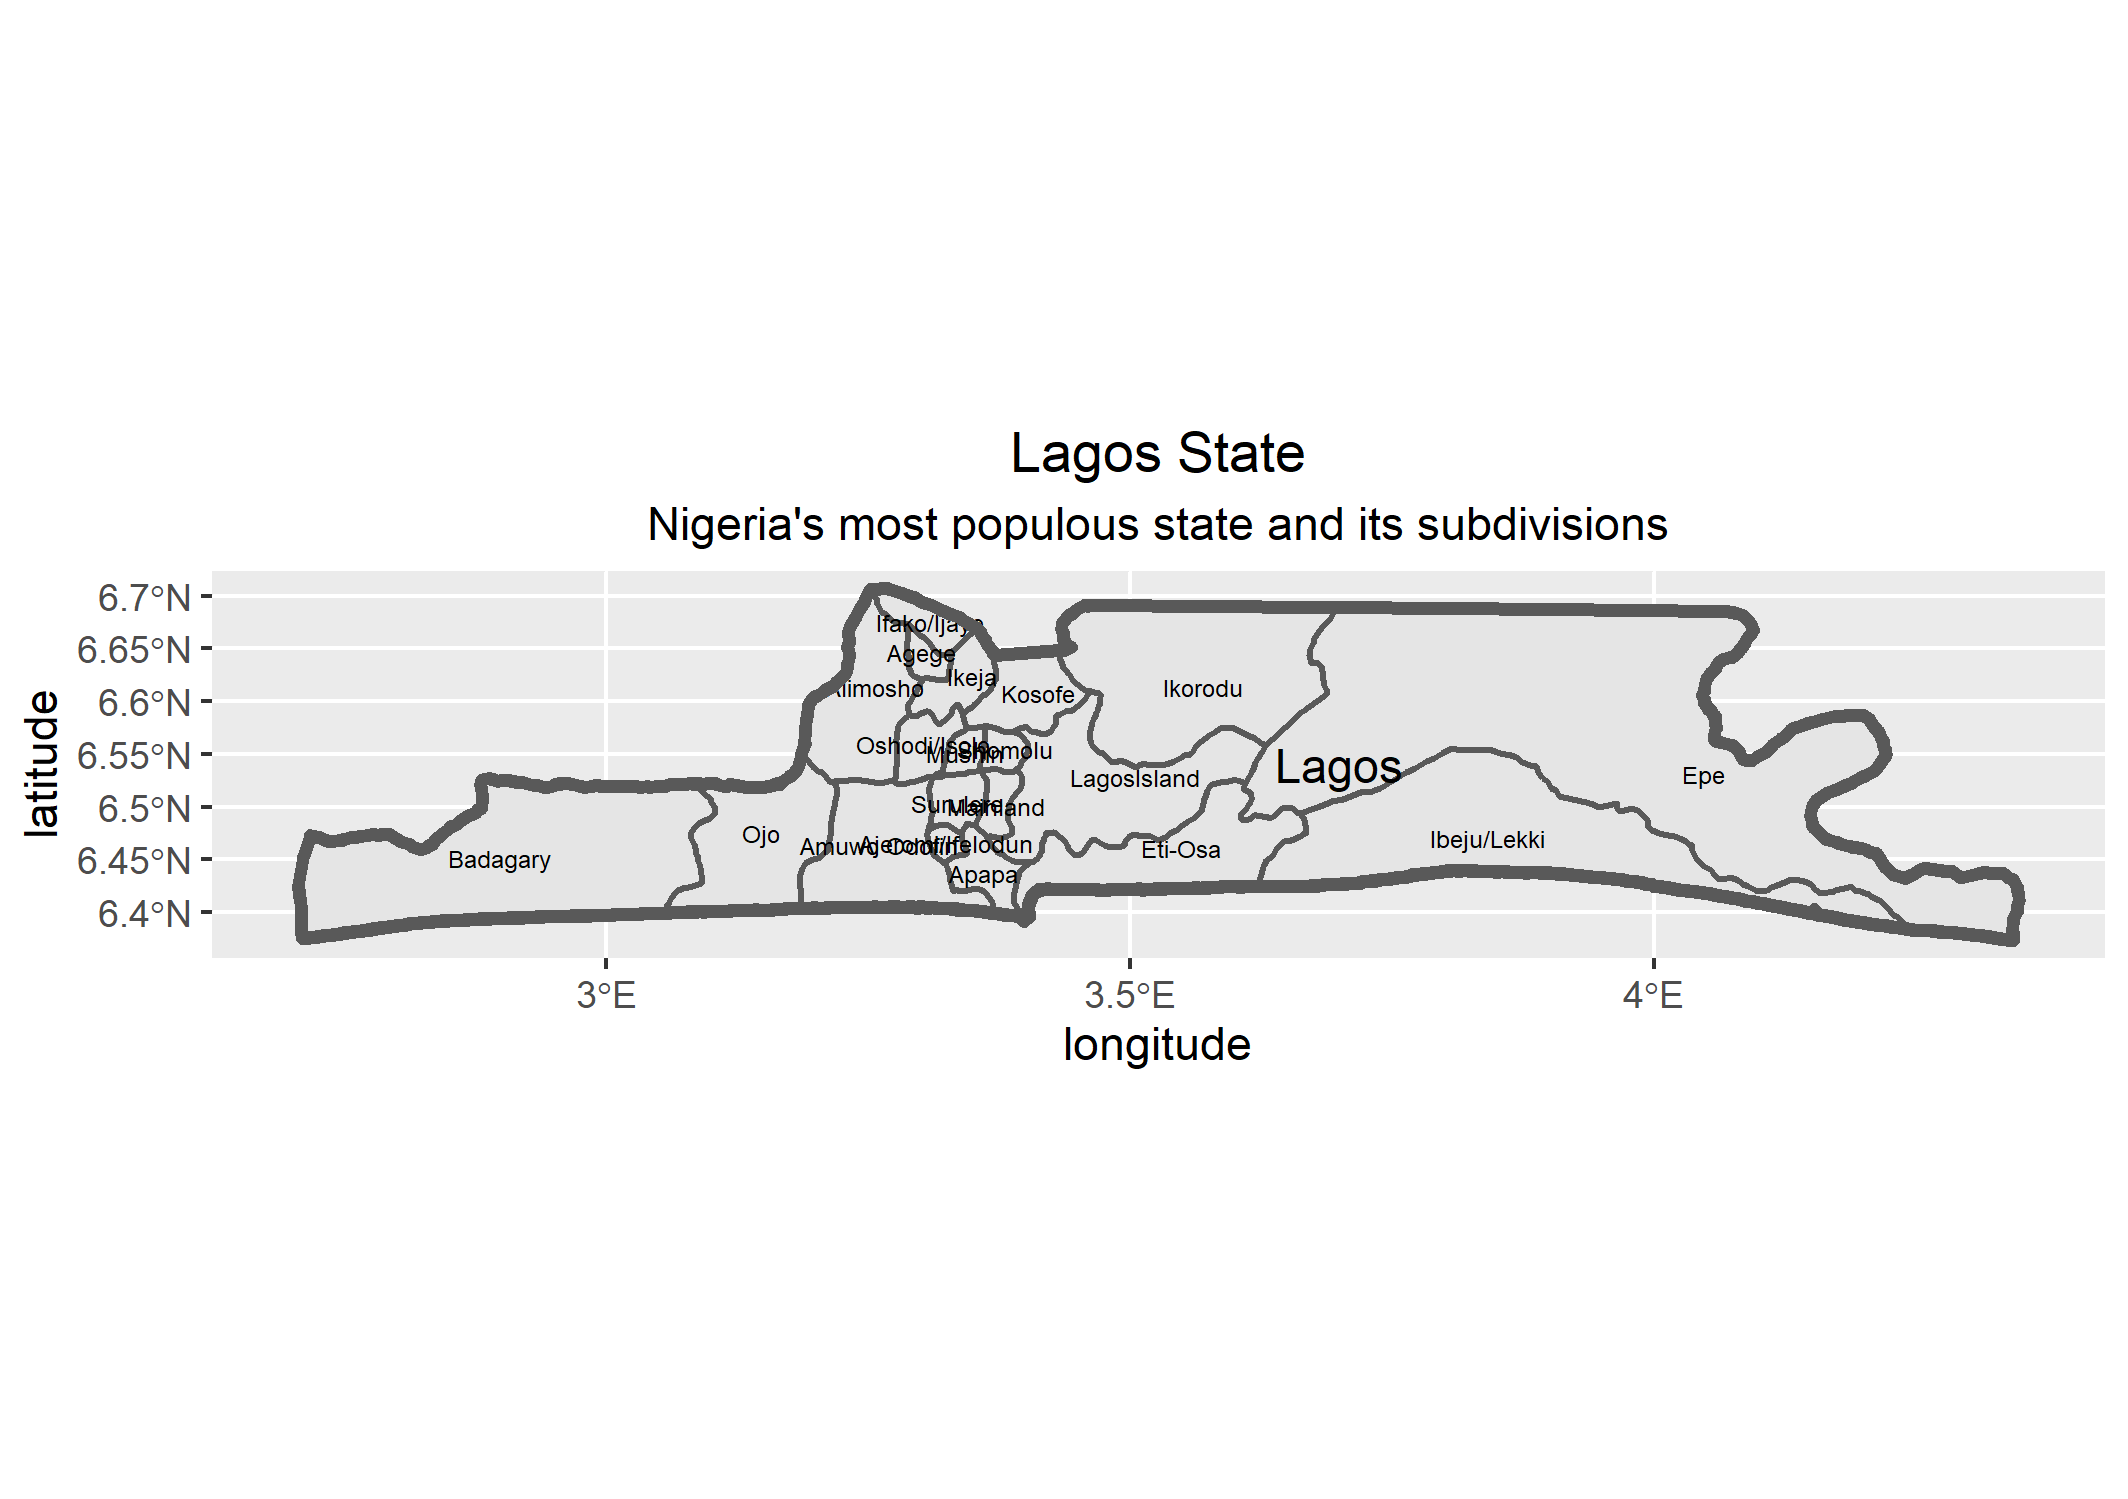 Lagos State
Nigeria's most populous state and its subdivisions
latitude
6.7°N
6.65°N
6.6°N
6.55°N
6.5°N
6.45°N
6.4°N
Ifako/Ijaye
Agege
Ikeja
Alimosho
Kosofe
Ikorodu
Oshodi/Isolo
Mushin
Shomolu
LagosIsland
Lagos
Epe
Surulere
Mainland
Badagary
Ojo
Amuwo Odofin
Ajeromi/Ifelodun
Eti-Osa
Ibeju/Lekki
Apapa
3°E
3.5°E
4°E
longitude